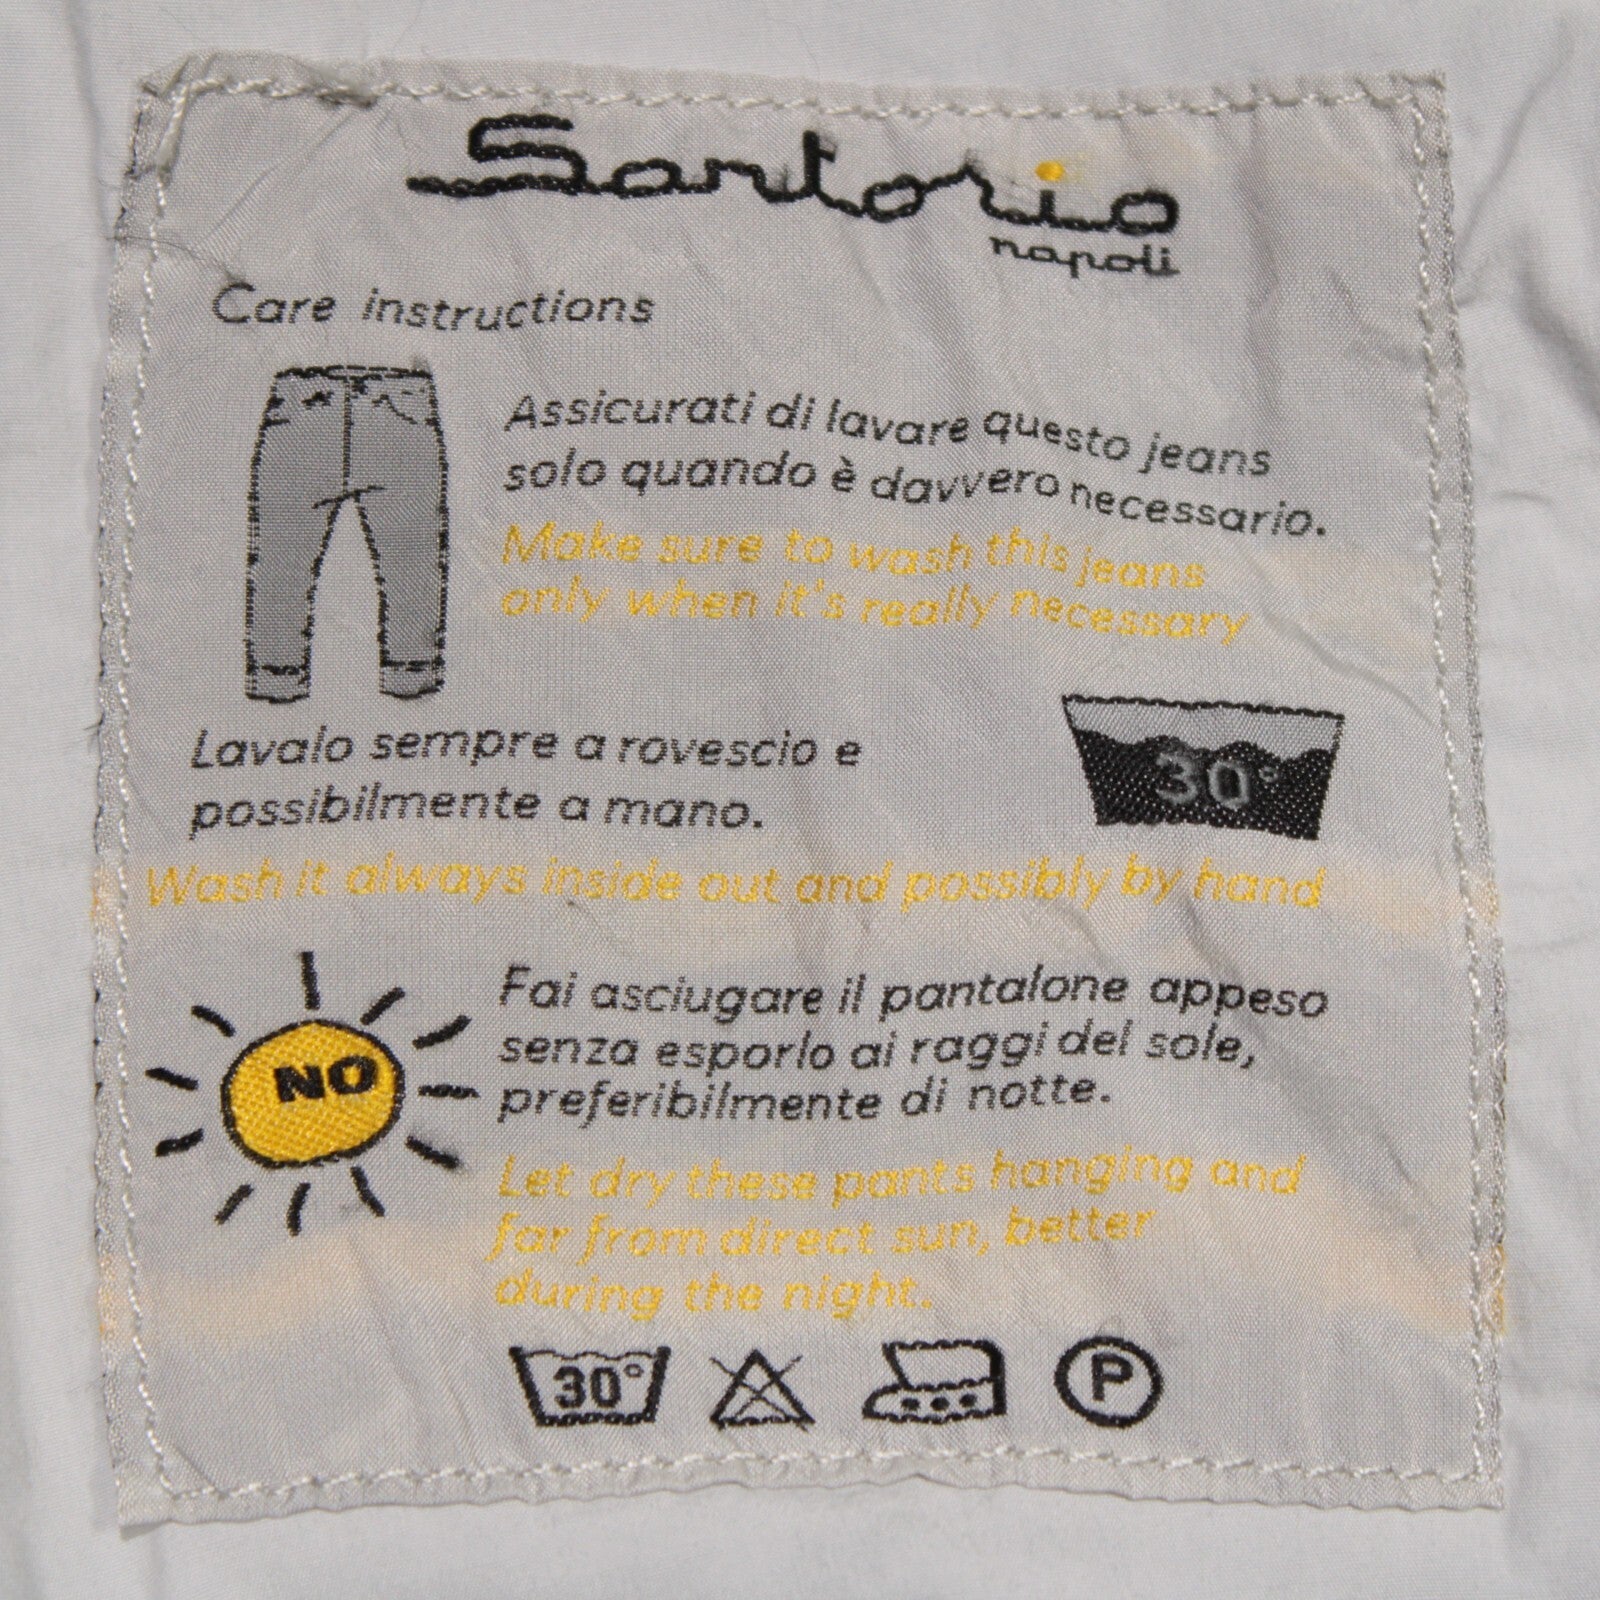 Sartorio
napoli
Care instructions
Assicurati di lavare questo jeans
solo quando è davvero necessario.
Make sure to wash this jeans
only when it's really necessary
Lavalo sempre a rovescio e
possibilmente a mano.
30°
Wash it always inside out and possibly by hand
NO
Fai asciugare il pantalone appeso
senza esporlo ai raggi del sole,
preferibilmente di notte.
Let dry these pants hanging and
far from direct sun, better
during the night.
30° P